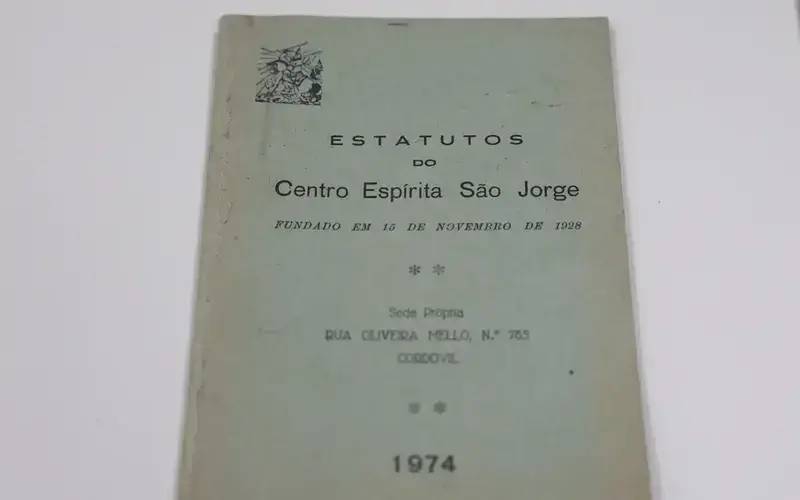 ESTATUTOS
DO
Centro Espírita São Jorge
FUNDADO EM 15 DE NOVEMBRO DE 1928
* *
Sede Própria
RUA OLIVEIRA MELLO, N.º 765
CORDOVIL
* *
1974